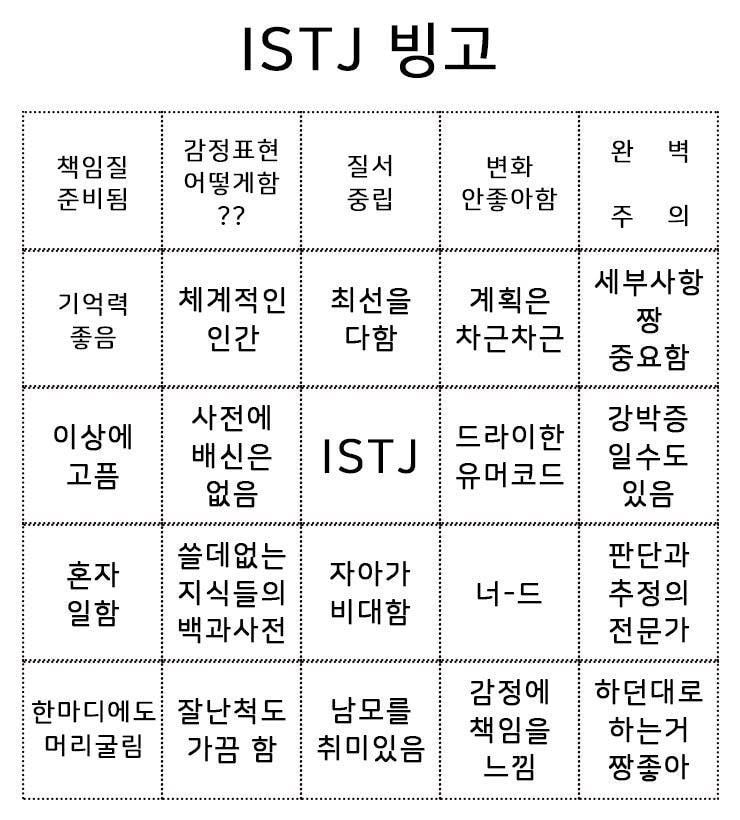 ISTJ 빙고
책임질
준비됨
감정표현
어떻게함
??
질서
중립
변화
안좋아함
완 벽
주 의
기억력
좋음
체계적인
인간
최선을
다함
계획은
차근차근
세부사항
짱
중요함
이상에
고픔
사전에
배신은
없음
ISTJ
드라이한
유머코드
강박증
일수도
있음
혼자
일함
쓸데없는
지식들의
백과사전
자아가
비대함
너-드
판단과
추정의
전문가
한마디에도
머리굴림
잘난척도
가끔 함
남모를
취미있음
감정에
책임을
느낌
하던대로
하는거
짱좋아